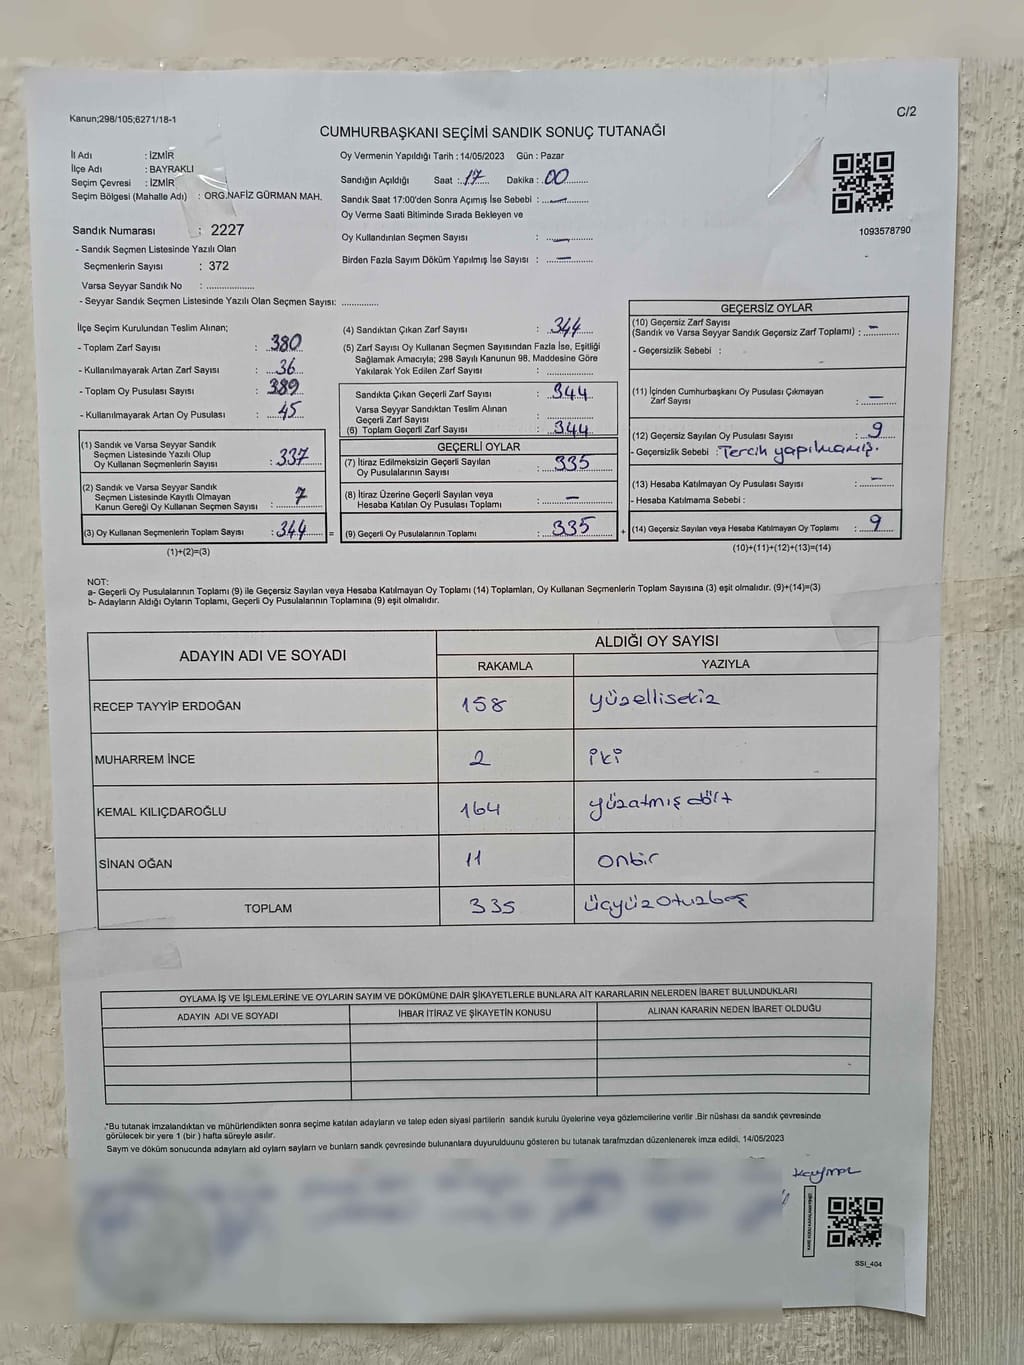 Kanun;298/105;6271/18-1
C/2
CUMHURBAŞKANI SEÇİMİ SANDIK SONUÇ TUTANAĞI
İl Adı : İZMİR
İlçe Adı : BAYRAKLI
Seçim Çevresi : İZMİR
Seçim Bölgesi (Mahalle Adı) : ORG.NAFİZ GÜRMAN MAH.
Sandık Numarası : 2227
- Sandık Seçmen Listesinde Yazılı Olan
Seçmenlerin Sayısı : 372
Varsa Seyyar Sandık No : ................
- Seyyar Sandık Seçmen Listesinde Yazılı Olan Seçmen Sayısı: ............
Oy Vermenin Yapıldığı Tarih : 14/05/2023 Gün : Pazar
Sandığın Açıldığı Saat : 17 Dakika : 00
Sandık Saat 17:00'den Sonra Açımış İse Sebebi : —
Oy Verme Saati Bitiminde Sırada Bekleyen ve
Oy Kullandırılan Seçmen Sayısı : —
Birden Fazla Sayım Döküm Yapılmış İse Sayısı : —
1093578790
İlçe Seçim Kurulundan Teslim Alınan;
- Toplam Zarf Sayısı : 380
- Kullanılmayarak Artan Zarf Sayısı : 36
- Toplam Oy Pusulası Sayısı : 389
- Kullanılmayarak Artan Oy Pusulası : 45
(1) Sandık ve Varsa Seyyar Sandık
Seçmen Listesinde Yazılı Olup
Oy Kullanan Seçmenlerin Sayısı : 337
(2) Sandık ve Varsa Seyyar Sandık
Seçmen Listesinde Kayıtlı Olmayan
Kanun Gereği Oy Kullanan Seçmen Sayısı : 7
(3) Oy Kullanan Seçmenlerin Toplam Sayısı : 344 =
(1)+(2)=(3)
(4) Sandıktan Çıkan Zarf Sayısı : 344
(5) Zarf Sayısı Oy Kullanan Seçmen Sayısından Fazla İse, Eşitliği
Sağlamak Amacıyla; 298 Sayılı Kanunun 98. Maddesine Göre
Yakılarak Yok Edilen Zarf Sayısı : ............
Sandıkta Çıkan Geçerli Zarf Sayısı : 344
Varsa Seyyar Sandıktan Teslim Alınan
Geçerli Zarf Sayısı : ............
(6) Toplam Geçerli Zarf Sayısı : 344
GEÇERLİ OYLAR
(7) İtiraz Edilmeksizin Geçerli Sayılan
Oy Pusulalarının Sayısı : 335
(8) İtiraz Üzerine Geçerli Sayılan veya
Hesaba Katılan Oy Pusulası Toplamı : —
(9) Geçerli Oy Pusulalarının Toplamı : 335 +
GEÇERSİZ OYLAR
(10) Geçersiz Zarf Sayısı
(Sandık ve Varsa Seyyar Sandık Geçersiz Zarf Toplamı) : —
- Geçersizlik Sebebi :
(11) İçinden Cumhurbaşkanı Oy Pusulası Çıkmayan
Zarf Sayısı : —
(12) Geçersiz Sayılan Oy Pusulası Sayısı : 9
- Geçersizlik Sebebi : Tercih yapılmamış.
(13) Hesaba Katılmayan Oy Pusulası Sayısı : —
- Hesaba Katılmama Sebebi :
(14) Geçersiz Sayılan veya Hesaba Katılmayan Oy Toplamı : 9
(10)+(11)+(12)+(13)=(14)
NOT:
a- Geçerli Oy Pusulalarının Toplamı (9) ile Geçersiz Sayılan veya Hesaba Katılmayan Oy Toplamı (14) Toplamları, Oy Kullanan Seçmenlerin Toplam Sayısına (3) eşit olmalıdır. (9)+(14)=(3)
b- Adayların Aldığı Oyların Toplamı, Geçerli Oy Pusulalarının Toplamına (9) eşit olmalıdır.
ADAYIN ADI VE SOYADI ALDIĞI OY SAYISI
RAKAMLA YAZIYLA
RECEP TAYYİP ERDOĞAN 158 yüzellisekiz
MUHARREM İNCE 2 iki
KEMAL KILIÇDAROĞLU 164 yüzatmış dört
SİNAN OĞAN 11 onbir
TOPLAM 335 üçyüzotuzbeş
OYLAMA İŞ VE İŞLEMLERİNE VE OYLARIN SAYIM VE DÖKÜMÜNE DAİR ŞİKAYETLERLE BUNLARA AİT KARARLARIN NELERDEN İBARET BULUNDUKLARI
ADAYIN ADI VE SOYADI İHBAR İTİRAZ VE ŞİKAYETİN KONUSU ALINAN KARARIN NEDEN İBARET OLDUĞU
*Bu tutanak imzalandıktan ve mühürlendikten sonra seçime katılan adayların ve talep eden siyasi partilerin sandık kurulu üyelerine veya gözlemcilerine verilir .Bir nüshası da sandık çevresinde
görülecek bir yere 1 (bir ) hafta süreyle asılır.
Saym ve döküm sonucunda adaylarn ald oylarn saylarn ve bunlarn sandk çevresinde bulunanlara duyurulduunu gösteren bu tutanak tarafmzdan düzenlenerek imza edildi, 14/05/2023
SSI_404